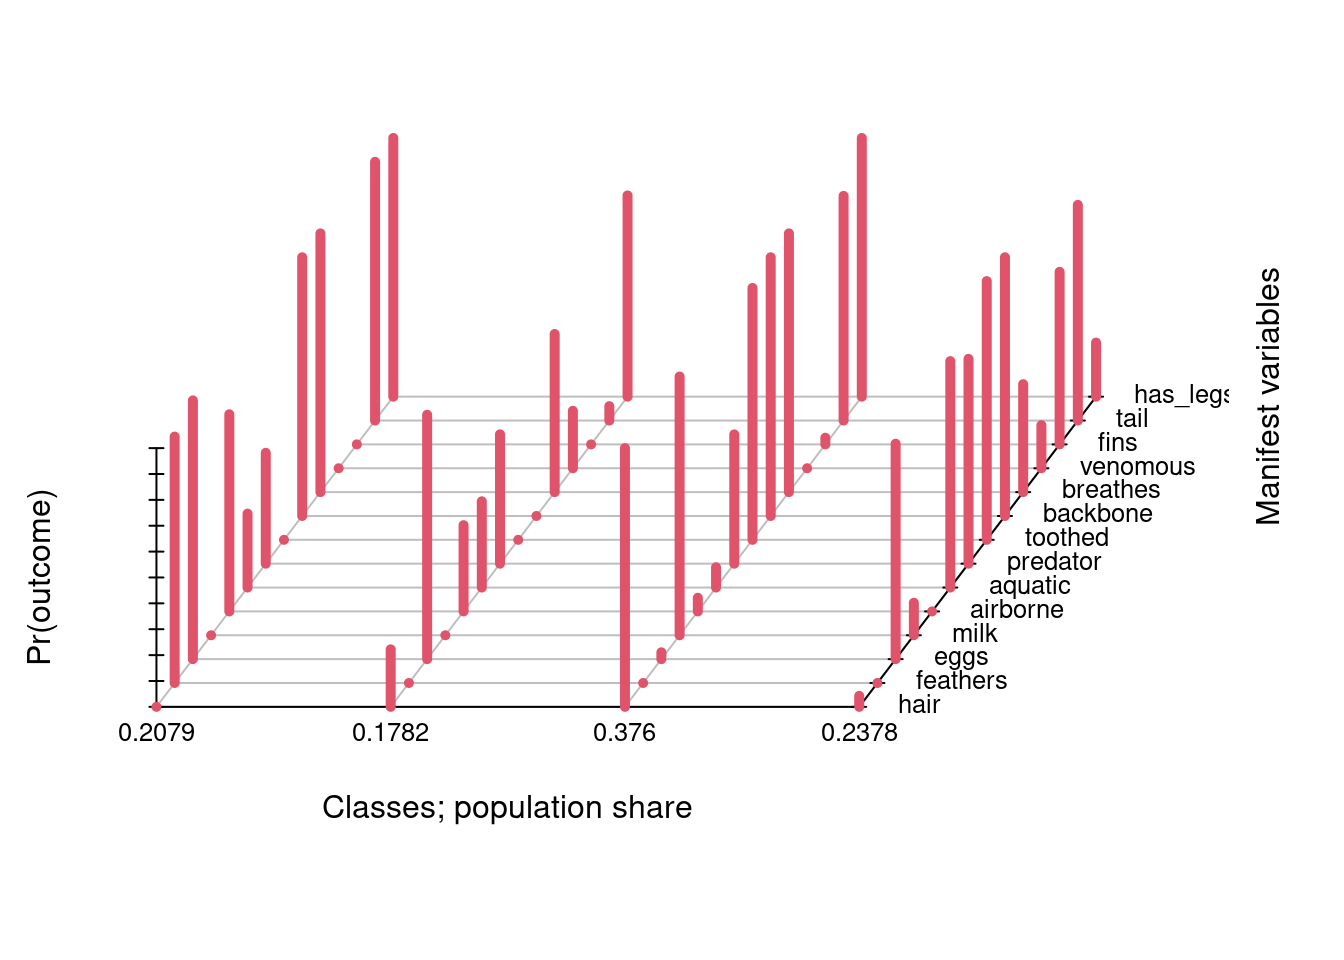 has_legs
tail
fins
venomous
breathes
backbone
toothed
predator
aquatic
airborne
milk
eggs
feathers
hair
Manifest variables
Pr(outcome)
0.2079 0.1782 0.376 0.2378
Classes; population share